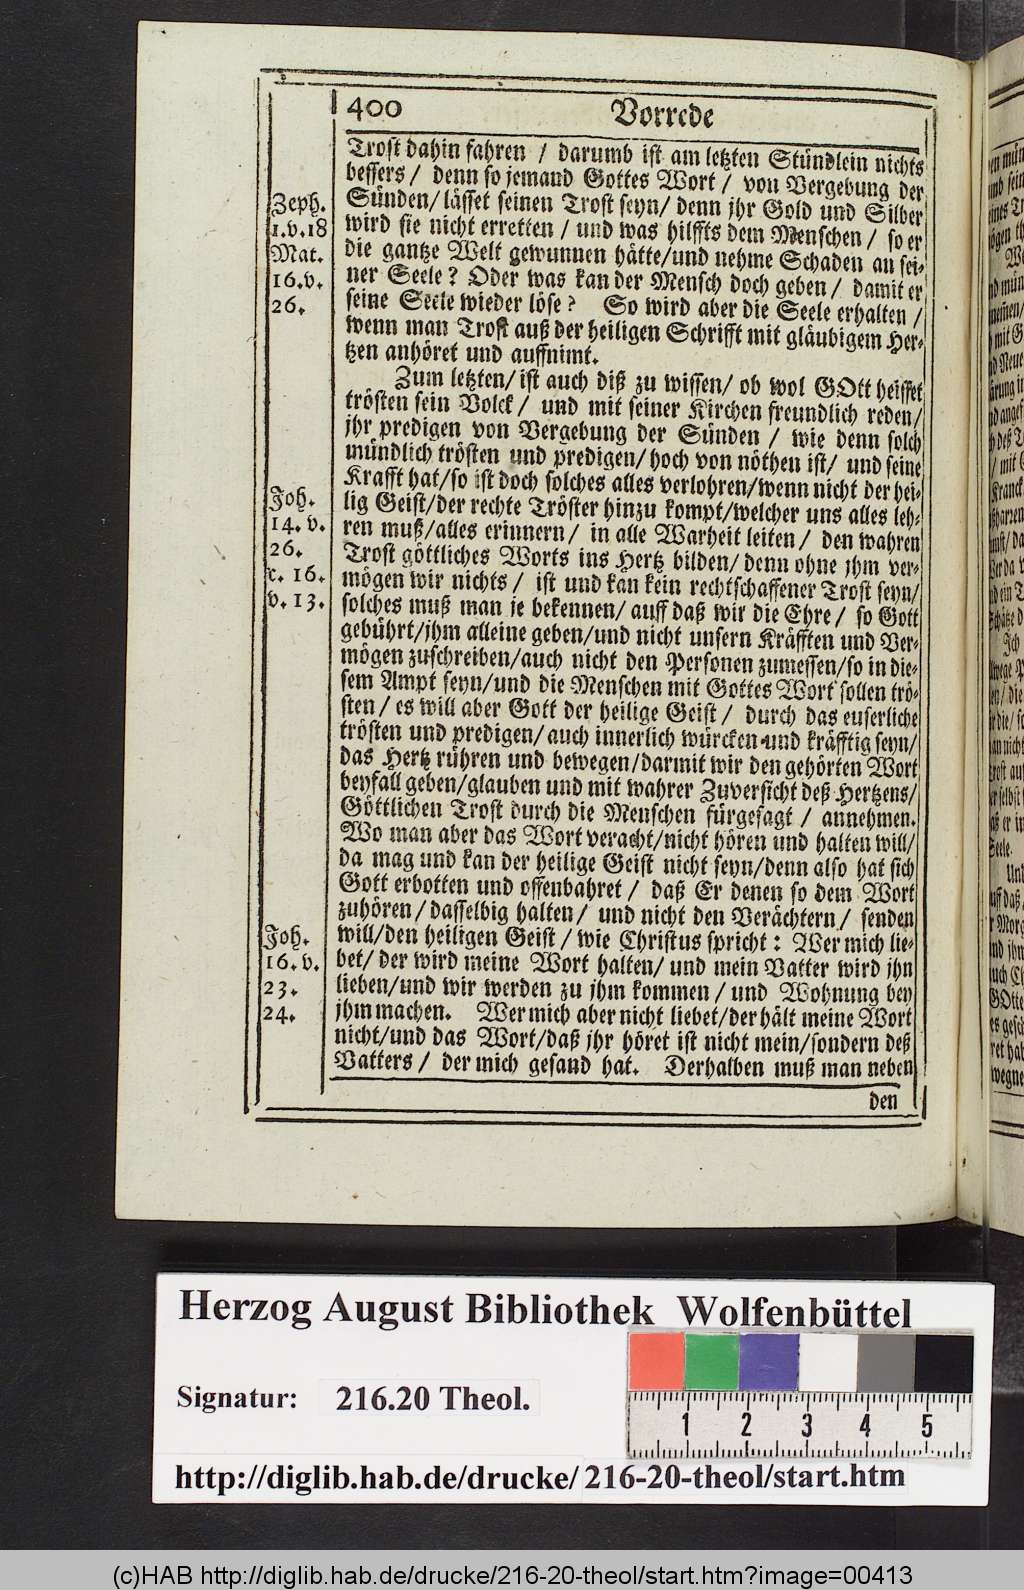 400 Vorrede
Trost dahin fahren / darumb ist am letzten Stündlein nichts
bessers / denn so jemand Gottes Wort / von Vergebung der
Sünden / lässet seinen Trost seyn / denn jhr Gold und Silber
wird sie nicht erretten / und was hilffts dem Menschen / so er
die gantze Welt gewunnen hätte / und nehme Schaden an sei-
ner Seele? Oder was kan der Mensch doch geben / damit er
seine Seele wieder löse? So wird aber die Seele erhalten /
wenn man Trost auß der heiligen Schrifft mit gläubigem Her-
tzen anhöret und auffnimt.
Zum letzten / ist auch diß zu wissen / ob wol GOtt heisset
trösten sein Volck / und mit seiner Kirchen freundlich reden /
jhr predigen von Vergebung der Sünden / wie denn solch
mündlich trösten und predigen / hoch von nöthen ist / und seine
Krafft hat / so ist doch solches alles verlohren / wenn nicht der hei-
lig Geist / der rechte Tröster hinzu kompt / welcher uns alles leh-
ren muß / alles erinnern / in alle Warheit leiten / den wahren
Trost göttliches Worts ins Hertz bilden / denn ohne jhm ver-
mögen wir nichts / ist und kan kein rechtschaffener Trost seyn /
solches muß man je bekennen / auff daß wir die Ehre / so Gott
gebührt / jhm alleine geben / und nicht unsern Kräfften und Ver-
mögen zuschreiben / auch nicht den Personen zumessen / so in die-
sem Ampt seyn / und die Menschen mit Gottes Wort sollen trö-
sten / es will aber Gott der heilige Geist / durch das euserliche
trösten und predigen / auch innerlich würcken und kräfftig seyn /
das Hertz rühren und bewegen / darmit wir den gehörten Wort
beyfall geben / glauben und mit wahrer Zuversicht deß Hertzens /
Göttlichen Trost durch die Menschen fürgesagt / annehmen.
Wo man aber das Wort veracht / nicht hören und halten will /
da mag und kan der heilige Geist nicht seyn / denn also hat sich
Gott erbotten und offenbahret / daß Er denen so dem Wort
zuhören / dasselbig halten / und nicht den Verächtern / senden
will / den heiligen Geist / wie Christus spricht: Wer mich lie-
bet / der wird meine Wort halten / und mein Vatter wird jhn
lieben / und wir werden zu jhm kommen / und Wohnung bey
jhm machen. Wer mich aber nicht liebet / der hält meine Wort
nicht / und das Wort / daß jhr höret ist nicht mein / sondern deß
Vatters / der mich gesand hat. Derhalben muß man neben
den
Zeph.
1.v.18
Mat.
16.v.
26.
Joh.
14. v.
26.
c. 16.
v. 13.
Joh.
16. v.
23.
24.
Herzog August Bibliothek Wolfenbüttel
Signatur: 216.20 Theol.
1 2 3 4 5
http://diglib.hab.de/drucke/ 216-20-theol/start.htm
(c)HAB http://diglib.hab.de/drucke/216-20-theol/start.htm?image=00413